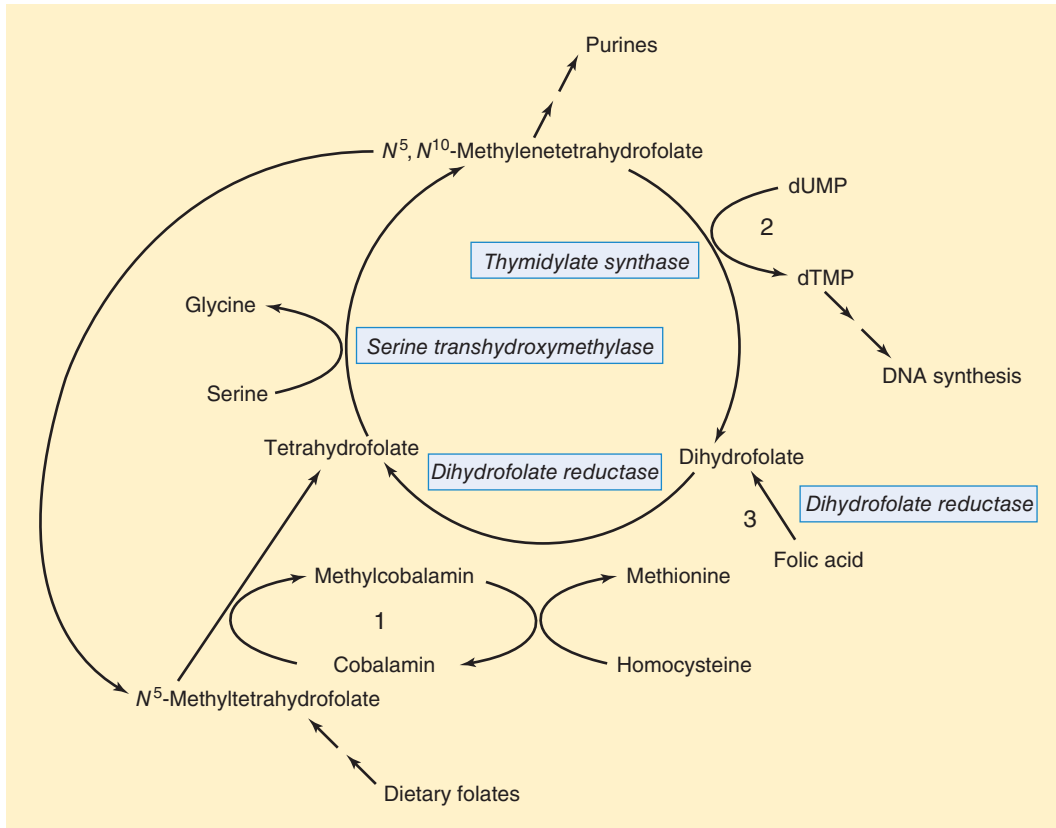 Purines
N⁵, N¹⁰-Methylenetetrahydrofolate
dUMP
2
Thymidylate synthase
dTMP
Glycine
Serine transhydroxymethylase
DNA synthesis
Serine
Tetrahydrofolate
Dihydrofolate reductase
Dihydrofolate
Dihydrofolate reductase
3
Folic acid
Methylcobalamin
Methionine
1
Cobalamin
Homocysteine
N⁵-Methyltetrahydrofolate
Dietary folates